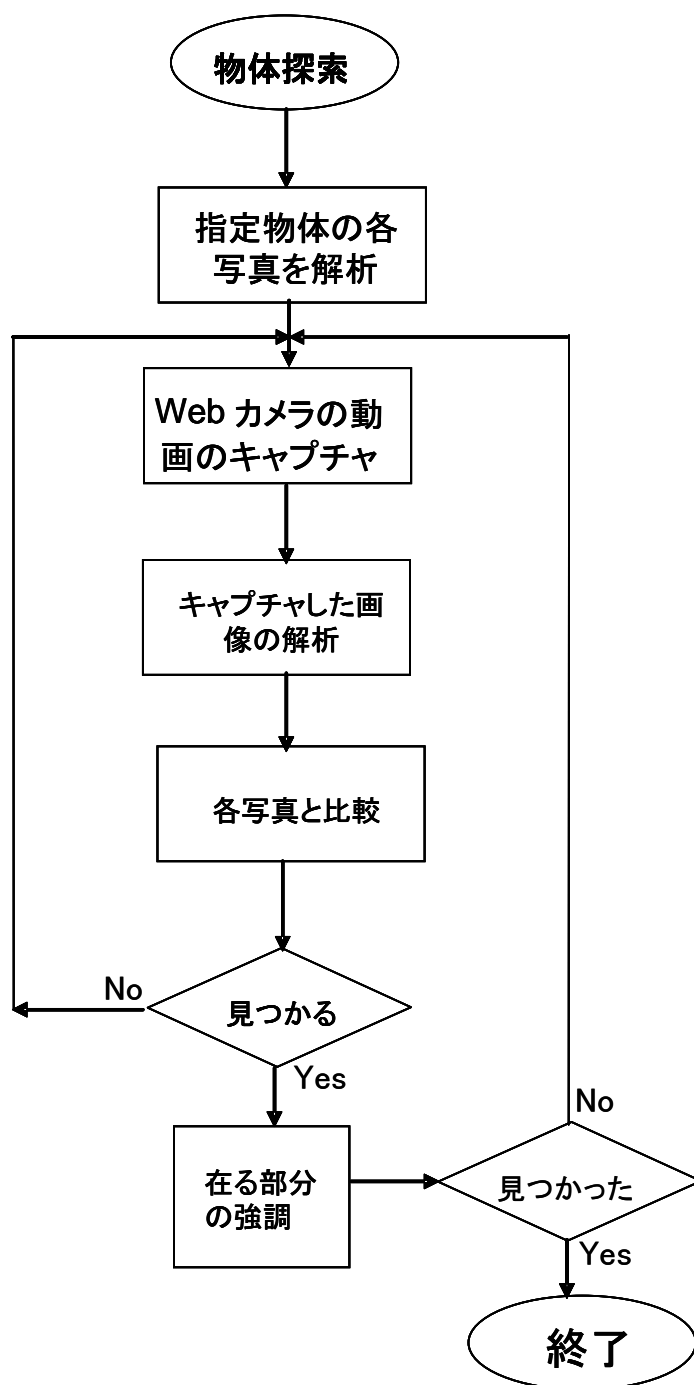 物体探索
指定物体の各
写真を解析
Web カメラの動
画のキャプチャ
キャプチャした画
像の解析
各写真と比較
No
見つかる
Yes
在る部分
の強調
No
見つかった
Yes
終了